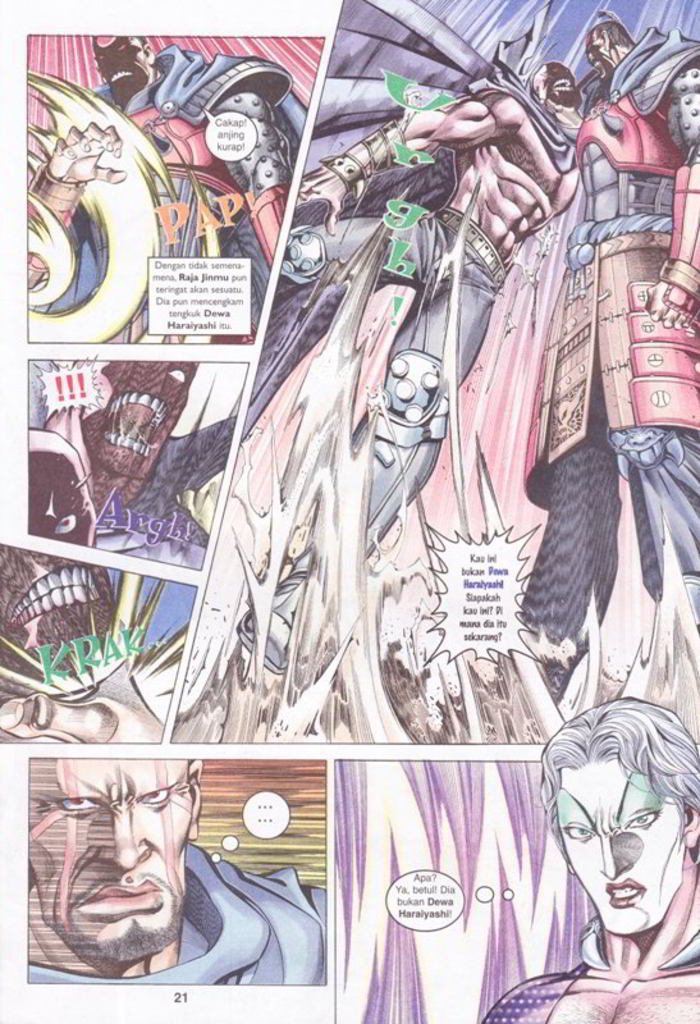 Cakap!
anjing
kurap!
PAP!
Dengan tidak semena-
mena, Raja Jinmu pun
teringat akan sesuatu.
Dia pun mencengkam
tengkuk Dewa
Haraiyashi itu.
!!!
Argh!
KRAK...
Urrgh!
Kau ini
bukan Dewa
Haraiyashi!
Siapakah
kau ini? Di
mana dia itu
sekarang?
...
...
Apa?
Ya, betul! Dia
bukan Dewa
Haraiyashi!
21